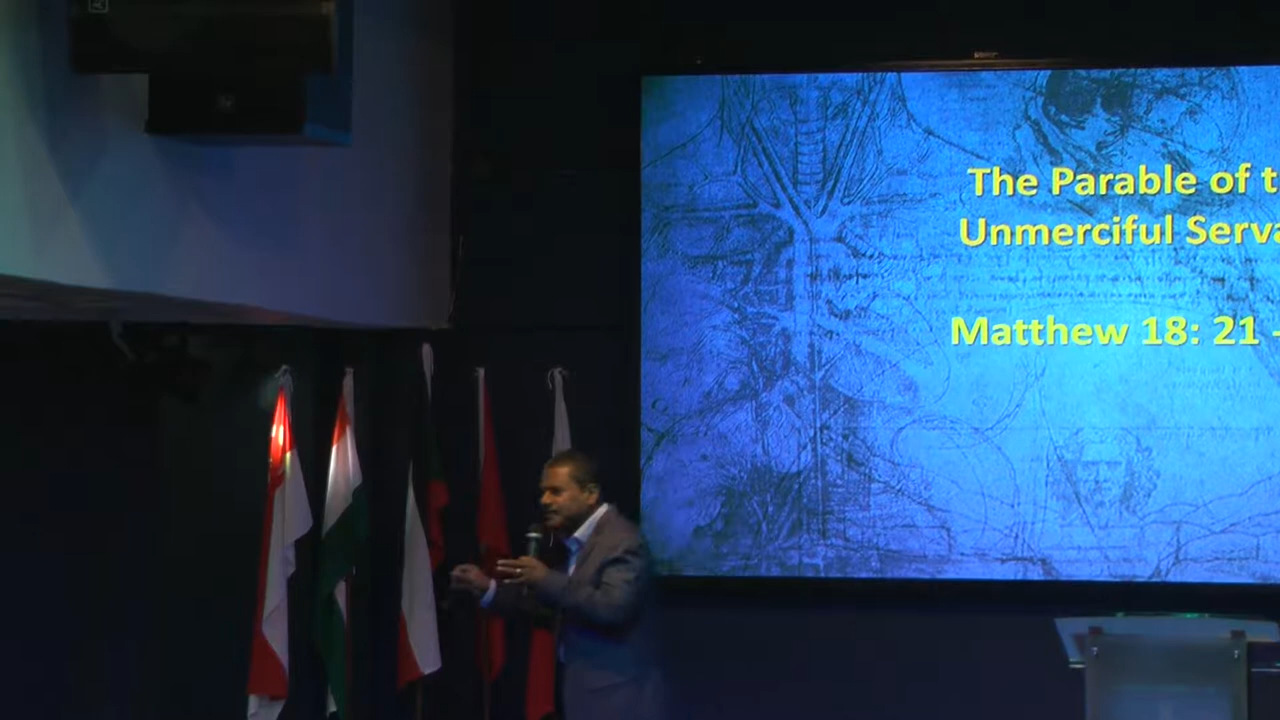 The Parable of t
Unmerciful Serva
Matthew 18: 21 -